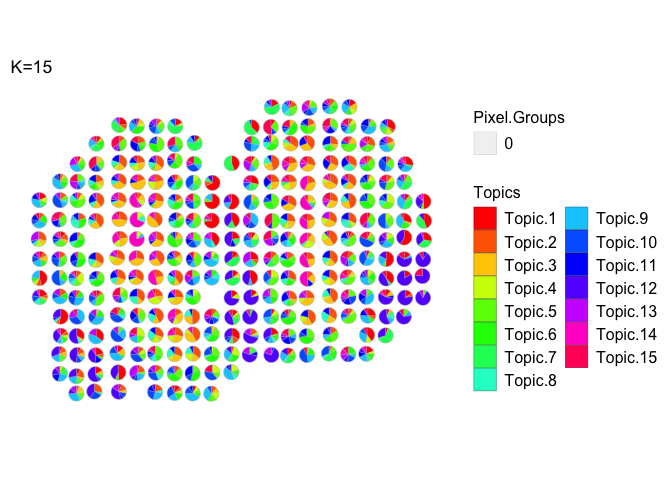 K=15
Pixel.Groups
0
Topics
Topic.1
Topic.2
Topic.3
Topic.4
Topic.5
Topic.6
Topic.7
Topic.8
Topic.9
Topic.10
Topic.11
Topic.12
Topic.13
Topic.14
Topic.15